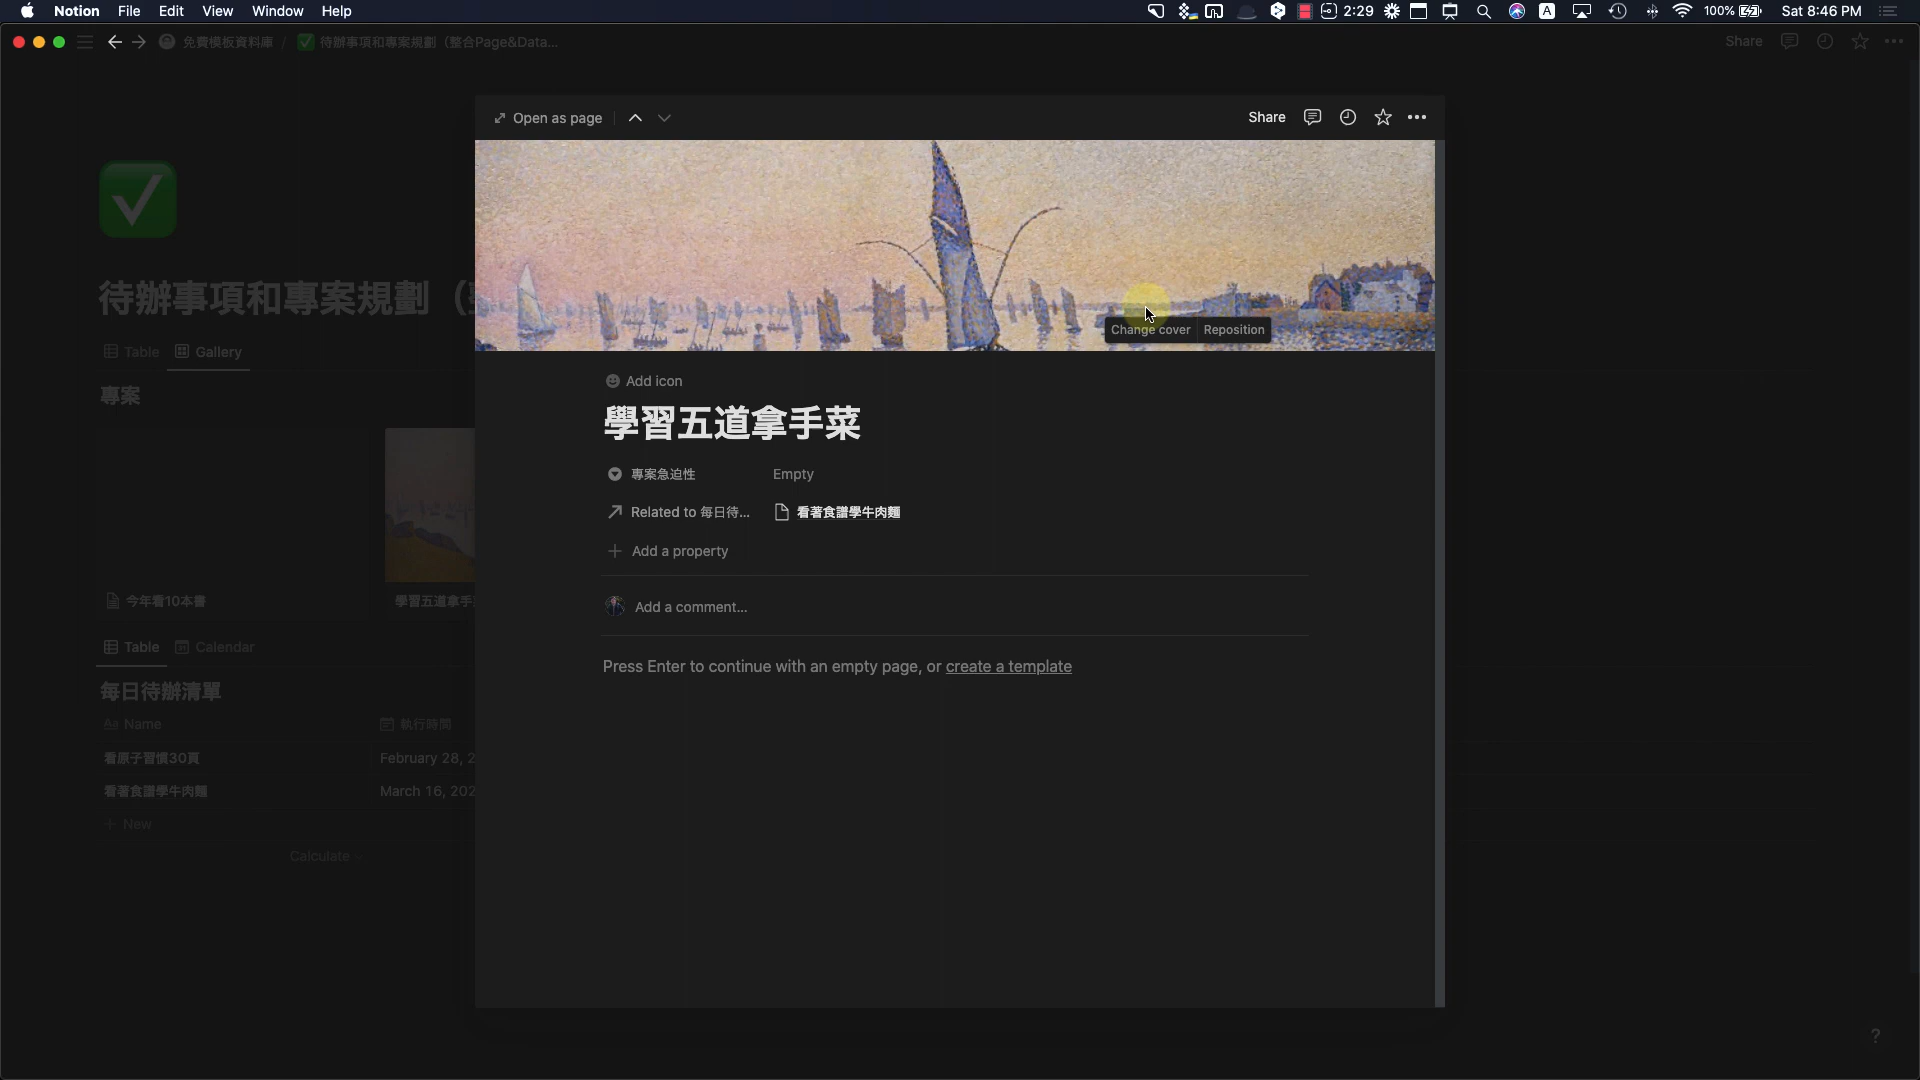 Notion File Edit View Window Help 2:29 A 100% Sat 8:46 PM
免費模板資料庫 / 待辦事項和專案規劃（整合Page&Data... Share
Open as page Share
Change cover Reposition
待辦事項和專案規劃（
Table Gallery
專案
今年看10本書
學習五道拿手
Table Calendar
每日待辦清單
Aa Name 執行時間
看原子習慣30頁 February 28, 2
看著食譜學牛肉麵 March 16, 202
+ New
Calculate
Add icon
學習五道拿手菜
專案急迫性 Empty
Related to 每日待... 看著食譜學牛肉麵
+ Add a property
Add a comment...
Press Enter to continue with an empty page, or create a template
?